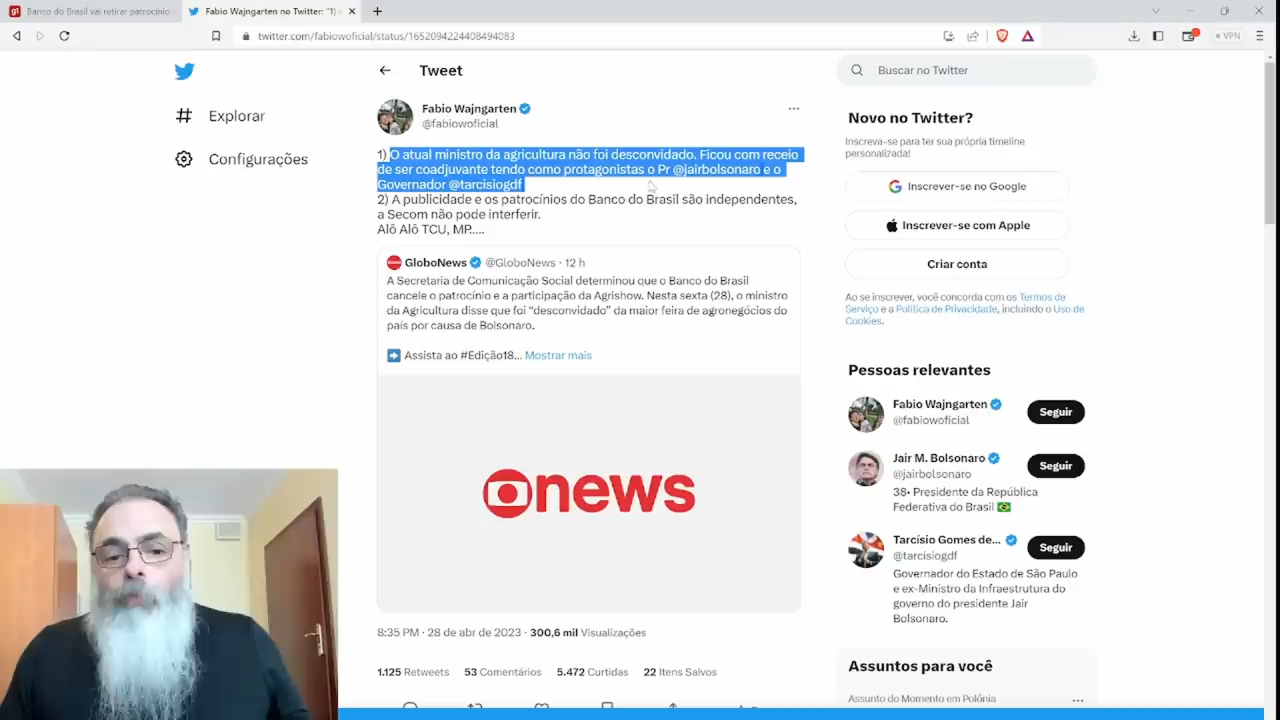 Banco do Brasil vai retirar patrocínio
Fabio Wajngarten no Twitter: "1)
twitter.com/fabiowoficial/status/1652094224408494083
VPN
Explorar
Configurações
Tweet
Fabio Wajngarten
@fabiowoficial
1) O atual ministro da agricultura não foi desconvidado. Ficou com receio
de ser coadjuvante tendo como protagonistas o Pr @jairbolsonaro e o
Governador @tarcisiogdf
2) A publicidade e os patrocínios do Banco do Brasil são independentes,
a Secom não pode interferir.
Alô Alô TCU, MP.....
GloboNews @GloboNews · 12 h
A Secretaria de Comunicação Social determinou que o Banco do Brasil
cancele o patrocínio e a participação da Agrishow. Nesta sexta (28), o ministro
da Agricultura disse que foi “desconvidado” da maior feira de agronegócios do
país por causa de Bolsonaro.
Assista ao #Edição18... Mostrar mais
news
8:35 PM · 28 de abr de 2023 · 300,6 mil Visualizações
1.125 Retweets 53 Comentários 5.472 Curtidas 22 Itens Salvos
Buscar no Twitter
Novo no Twitter?
Inscreva-se para ter sua própria timeline
personalizada!
Inscrever-se no Google
Inscrever-se com Apple
Criar conta
Ao se inscrever, você concorda com os Termos de
Serviço e a Política de Privacidade, incluindo o Uso de
Cookies.
Pessoas relevantes
Fabio Wajngarten
@fabiowoficial
Seguir
Jair M. Bolsonaro
@jairbolsonaro
Seguir
38• Presidente da República
Federativa do Brasil
Tarcísio Gomes de...
@tarcisiogdf
Seguir
Governador do Estado de São Paulo
e ex-Ministro da Infraestrutura do
governo do presidente Jair
Bolsonaro.
Assuntos para você
Assunto do Momento em Polônia